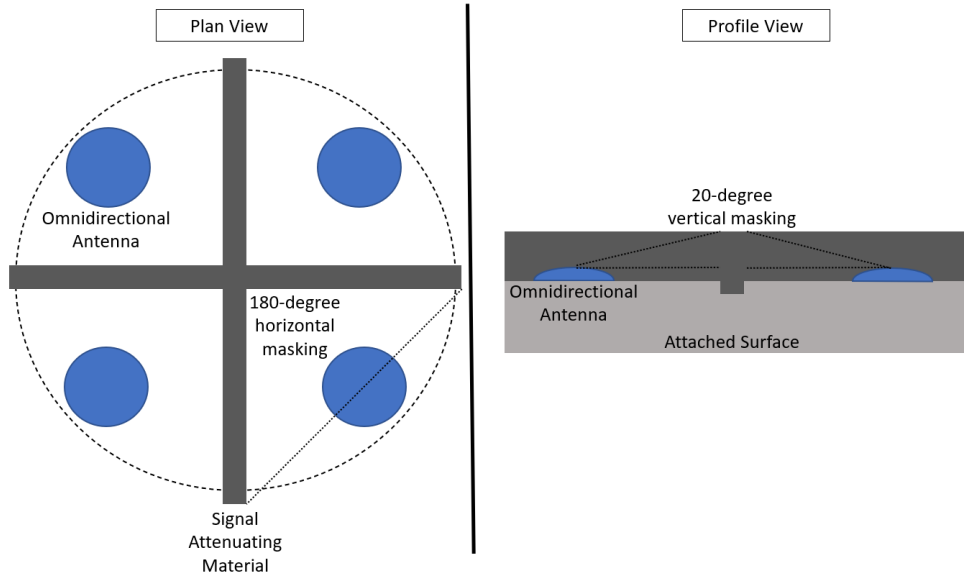 Plan View
Omnidirectional
Antenna
180-degree
horizontal
masking
Signal
Attenuating
Material
Profile View
20-degree
vertical masking
Omnidirectional
Antenna
Attached Surface